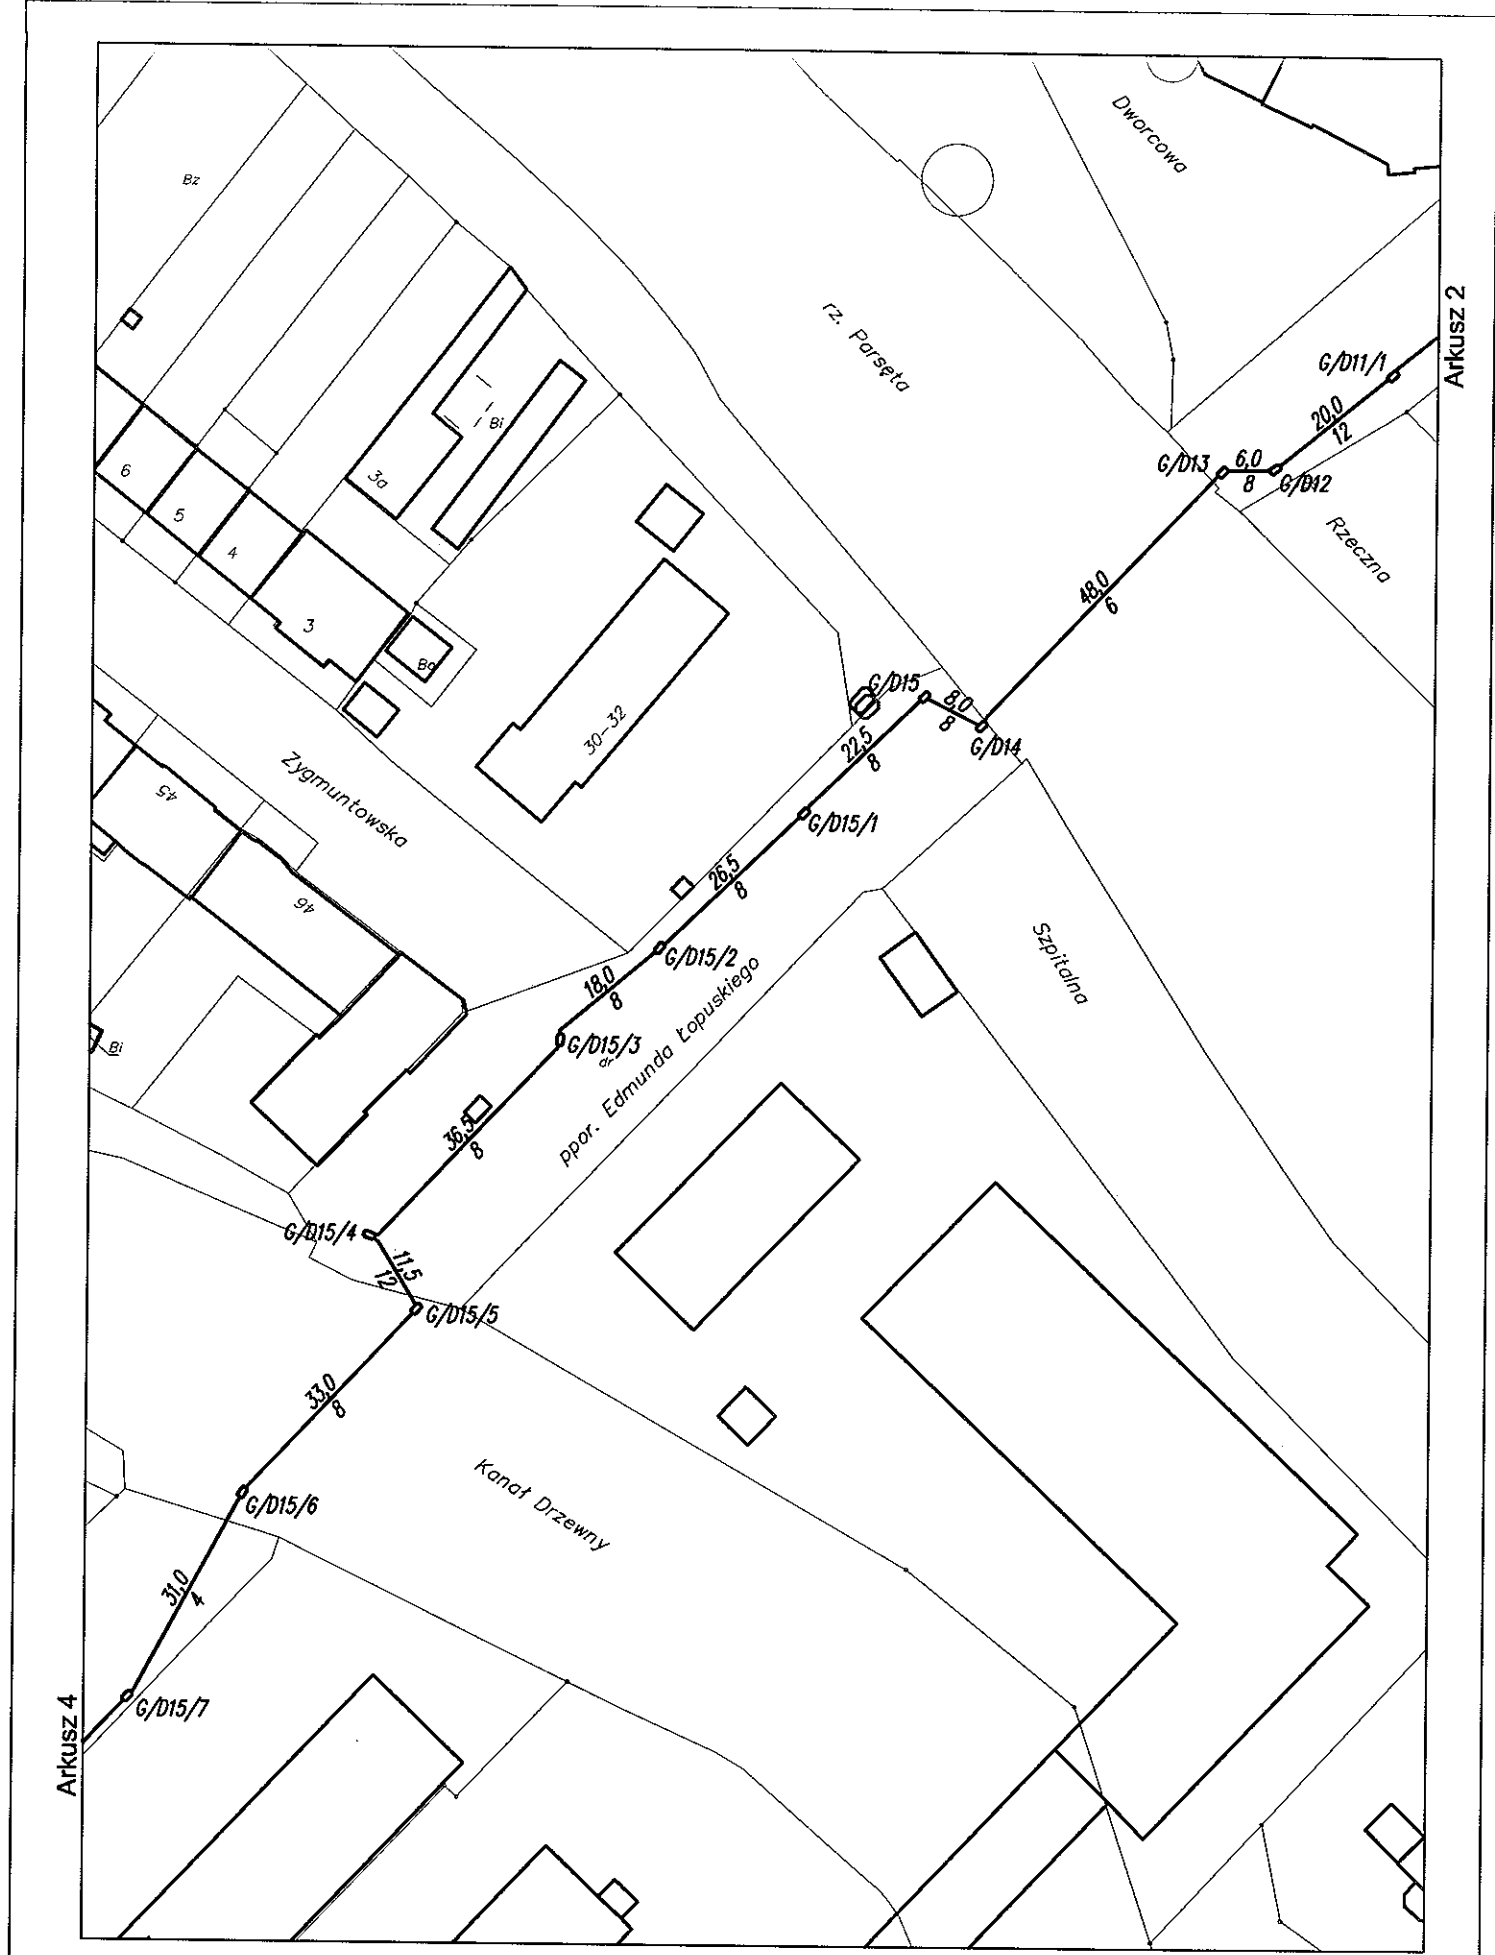 Dworcowa
Bz
Arkusz 2
rz. Parsęta
G/D11/1
20,0
12
Bi
3a
6
5
4
3
G/D13
6,0
8
G/D12
Rzeczna
48,0
6
30-32
G/D15
8,0
8
G/D14
22,5
8
Zygmuntowska
45
46
G/D15/1
26,5
8
G/D15/2
18,0
8
G/D15/3
dr
ppor. Edmunda Łopuskiego
Szpitalna
Bi
36,5
8
G/D15/4
11,5
12
G/D15/5
33,0
8
Kanał Drzewny
G/D15/6
31,0
4
G/D15/7
Arkusz 4